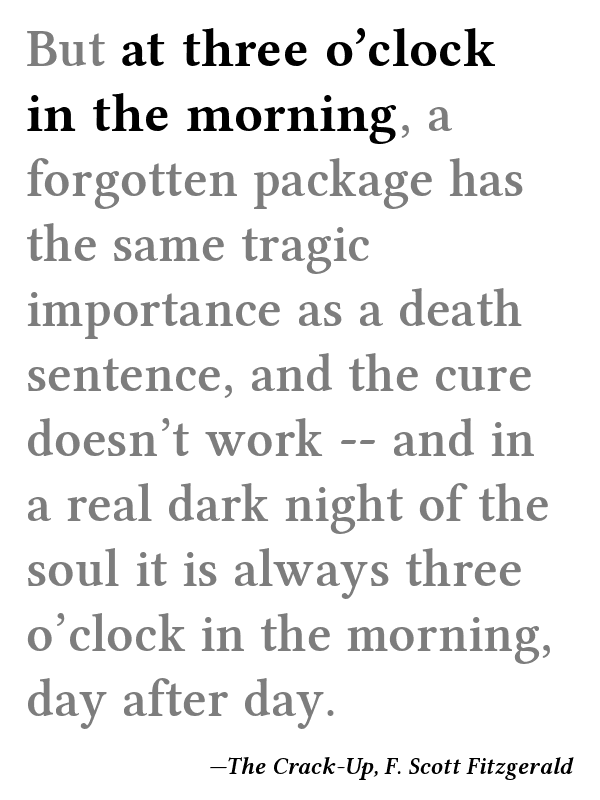 But at three o’clock
in the morning, a
forgotten package has
the same tragic
importance as a death
sentence, and the cure
doesn’t work -- and in
a real dark night of the
soul it is always three
o’clock in the morning,
day after day.
—The Crack-Up, F. Scott Fitzgerald